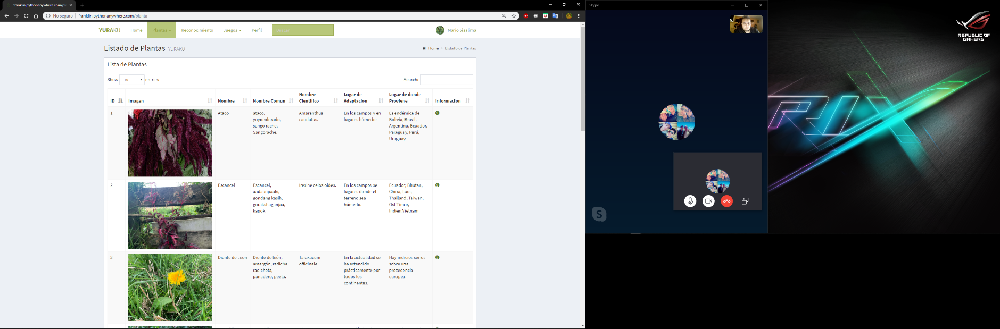 franklin.pythonanywhere.com/pl
No seguro | franklin.pythonanywhere.com/planta
YURAKU Home Plantas Reconocimiento Juegos Perfil Buscar Mario Sisalima
Listado de Plantas YURAKU
Home > Listado de Plantas
Lista de Plantas
Show 10 entries
Search:
ID Imagen Nombre Nombre Comun Nombre Cientifico Lugar de Adaptacion Lugar de donde Proviene Informacion
1
Ataco
ataco,
yuyocolorado,
sango rache,
Sangorache.
Amaranthus
caudatus.
En los campos y en
lugares húmedos
Es endémica de
Bolivia, Brasil,
Argentina, Ecuador,
Paraguay, Perú,
Uruguay
2
Escancel
Escancel,
aadaanpaaki,
gondang kasih,
gorakshaganjaa,
kapok.
Iresine celosioides.
En los campos se
lugares donde el
terreno sea
húmedo.
Ecuador, Bhutan,
China, Laos,
Thailand, Taiwan,
Ost Timor,
Indien,Vietnam
3
Diente de Leon
Diente de león,
amargón, radicha,
radicheta,
panadero, peeta.
Taraxacum
officinale
En la actualidad se
ha extendido
prácticamente por
todos los
continentes.
Hay indicios serios
sobre una
procedencia
europea.
Skype
S
REPUBLIC OF
GAMERS